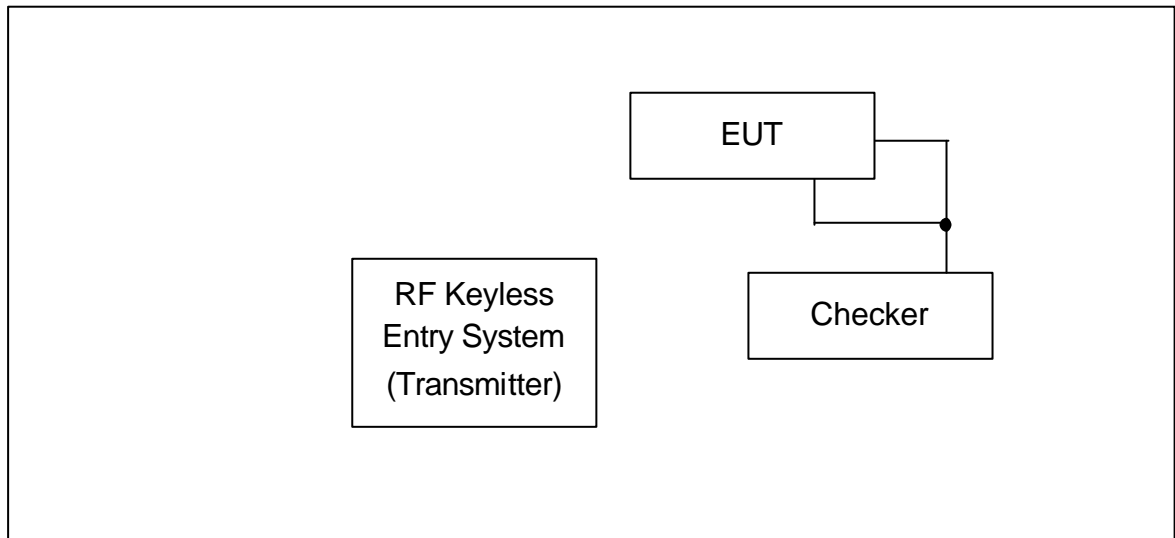 EUT
RF Keyless
Entry System
(Transmitter)
Checker